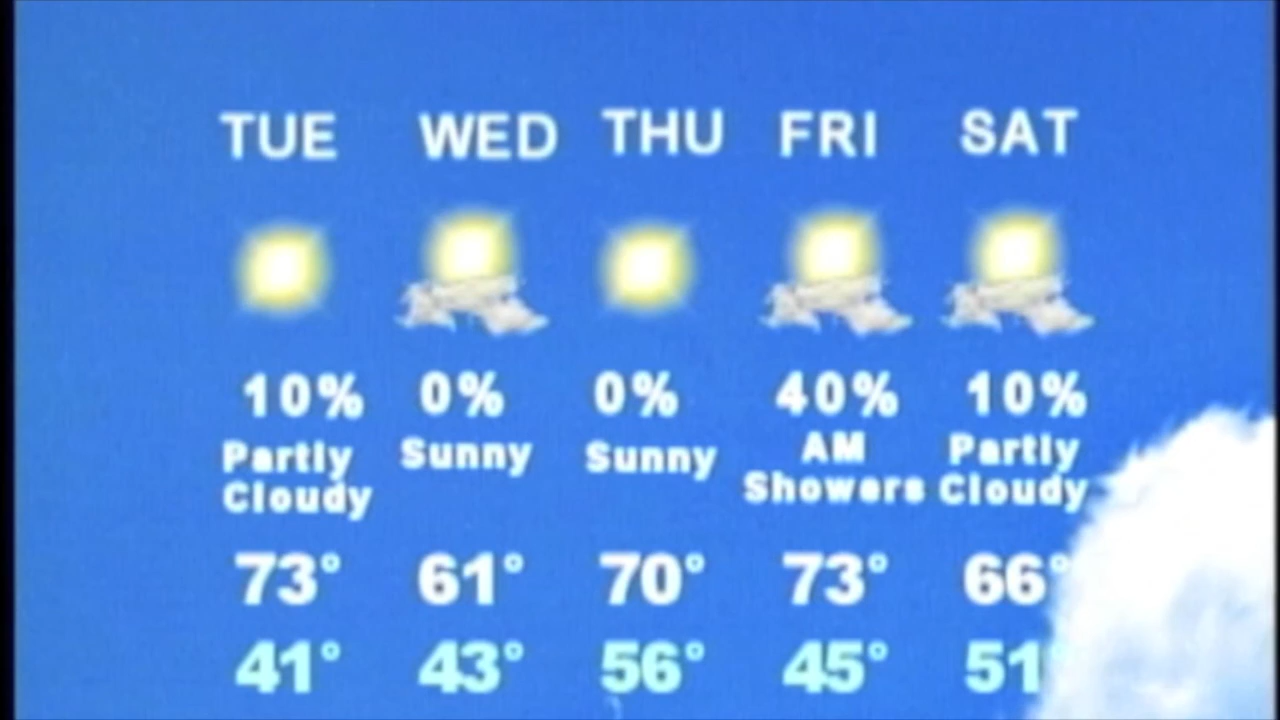 TUE WED THU FRI SAT
10% 0% 0% 40% 10%
Partly Sunny Sunny AM Partly
Cloudy Showers Cloudy
73° 61° 70° 73° 66°
41° 43° 56° 45° 51°